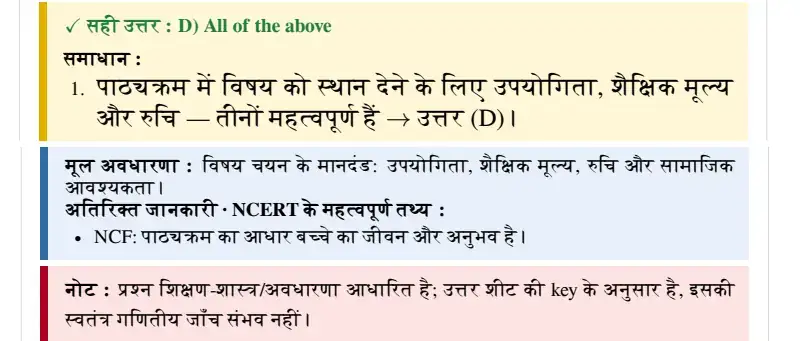 ✓ सही उत्तर : D) All of the above
समाधान :
1. पाठ्यक्रम में विषय को स्थान देने के लिए उपयोगिता, शैक्षिक मूल्य
और रुचि — तीनों महत्वपूर्ण हैं → उत्तर (D)।
मूल अवधारणा : विषय चयन के मानदंड: उपयोगिता, शैक्षिक मूल्य, रुचि और सामाजिक
आवश्यकता।
अतिरिक्त जानकारी · NCERT के महत्वपूर्ण तथ्य :
• NCF: पाठ्यक्रम का आधार बच्चे का जीवन और अनुभव है।
नोट : प्रश्न शिक्षण-शास्त्र/अवधारणा आधारित है; उत्तर शीट की key के अनुसार है, इसकी
स्वतंत्र गणितीय जाँच संभव नहीं।